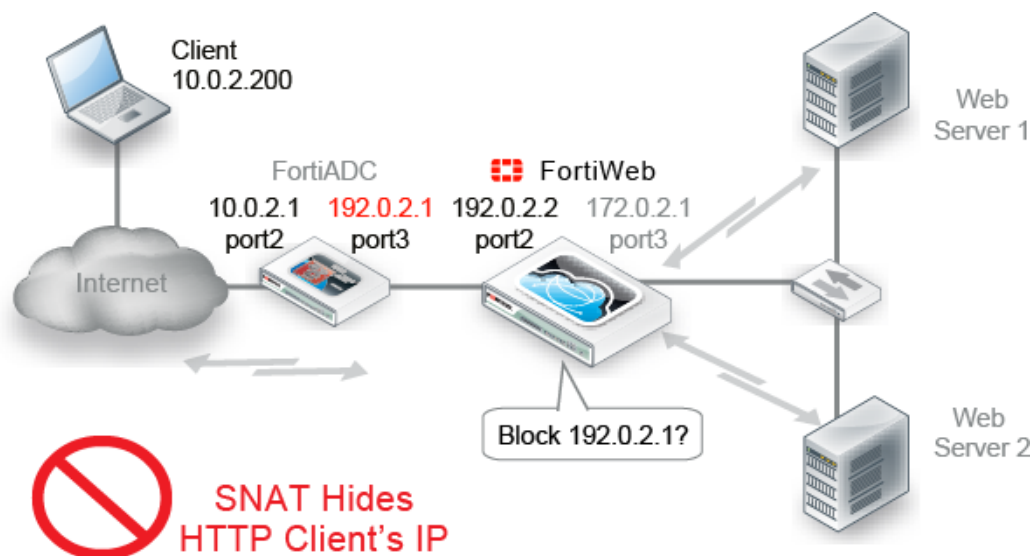 Client
10.0.2.200
Web
Server 1
FortiADC
FortiWeb
10.0.2.1
port2
192.0.2.1
port3
192.0.2.2
port2
172.0.2.1
port3
Internet
Block 192.0.2.1?
Web
Server 2
SNAT Hides
HTTP Client's IP